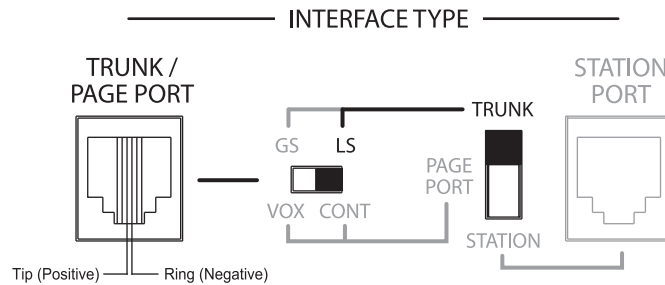 INTERFACE TYPE
TRUNK /
PAGE PORT
STATION
PORT
TRUNK
GS LS
PAGE
PORT
VOX CONT
STATION
Tip (Positive) Ring (Negative)